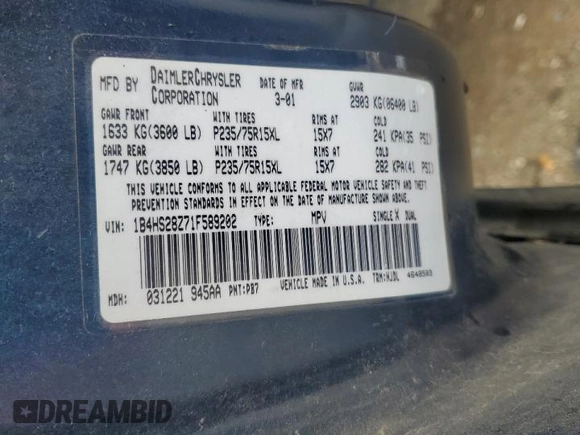 MFD BY DAIMLERCHRYSLER CORPORATION DATE OF MFR 3-01 GVWR 2903 KG(06400 LB)
GAWR FRONT WITH TIRES RIMS AT COLD
1633 KG(3600 LB) P235/75R15XL 15X7 241 KPA(35 PSI)
GAWR REAR WITH TIRES RIMS AT COLD
1747 KG(3850 LB) P235/75R15XL 15X7 282 KPA(41 PSI)
THIS VEHICLE CONFORMS TO ALL APPLICABLE FEDERAL MOTOR VEHICLE SAFETY AND THEFT
PREVENTION STANDARDS IN EFFECT ON THE DATE OF MANUFACTURE SHOWN ABOVE.
VIN: 1B4HS28Z71F589202 TYPE: MPV SINGLE X DUAL
MDH: 031221 945AA PNT:PB7 VEHICLE MADE IN U.S.A. TRM:NJDL 4648503
DREAMBID